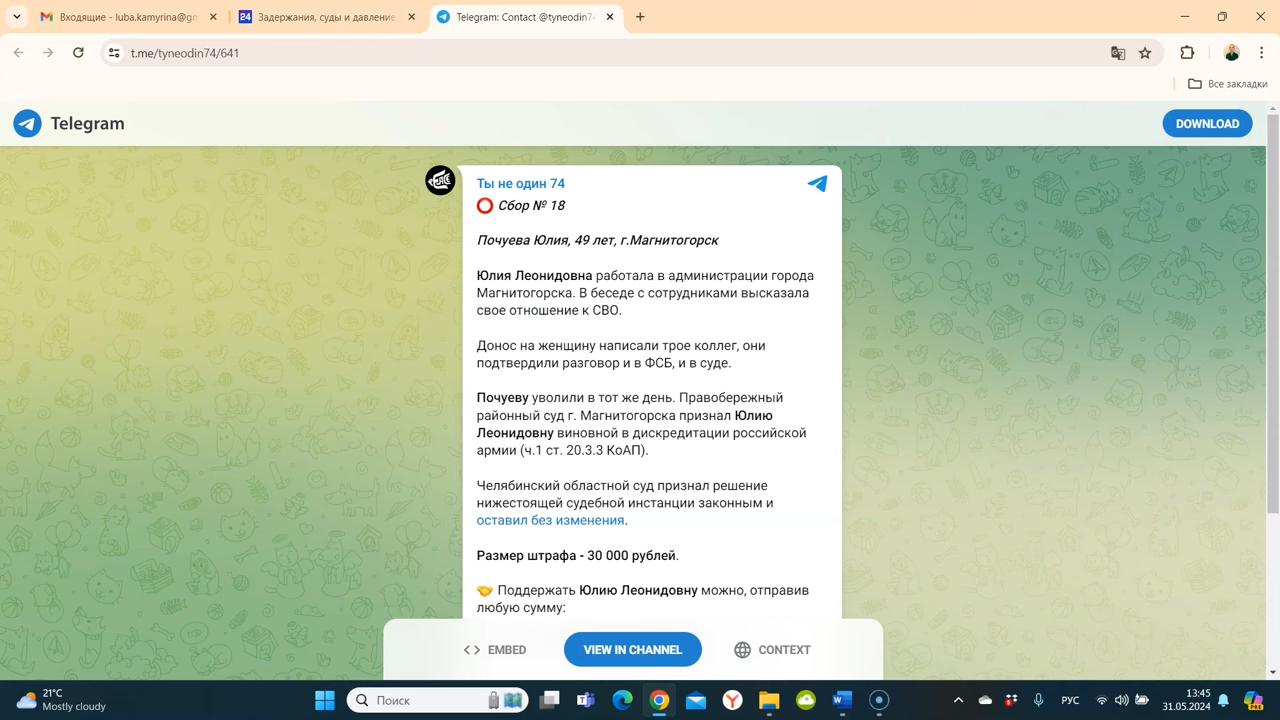 Входящие - luba.kamyrina@gm
Задержания, суды и давление
Telegram: Contact @tyneodin74
t.me/tyneodin74/641
Все закладки
Telegram
DOWNLOAD
Ты не один 74
Сбор № 18
Почуева Юлия, 49 лет, г.Магнитогорск
Юлия Леонидовна работала в администрации города
Магнитогорска. В беседе с сотрудниками высказала
свое отношение к СВО.
Донос на женщину написали трое коллег, они
подтвердили разговор и в ФСБ, и в суде.
Почуеву уволили в тот же день. Правобережный
районный суд г. Магнитогорска признал Юлию
Леонидовну виновной в дискредитации российской
армии (ч.1 ст. 20.3.3 КоАП).
Челябинский областной суд признал решение
нижестоящей судебной инстанции законным и
оставил без изменения.
Размер штрафа - 30 000 рублей.
Поддержать Юлию Леонидовну можно, отправив
любую сумму:
EMBED
VIEW IN CHANNEL
CONTEXT
21°C
Mostly cloudy
Поиск
РУС
13:45
31.05.2024